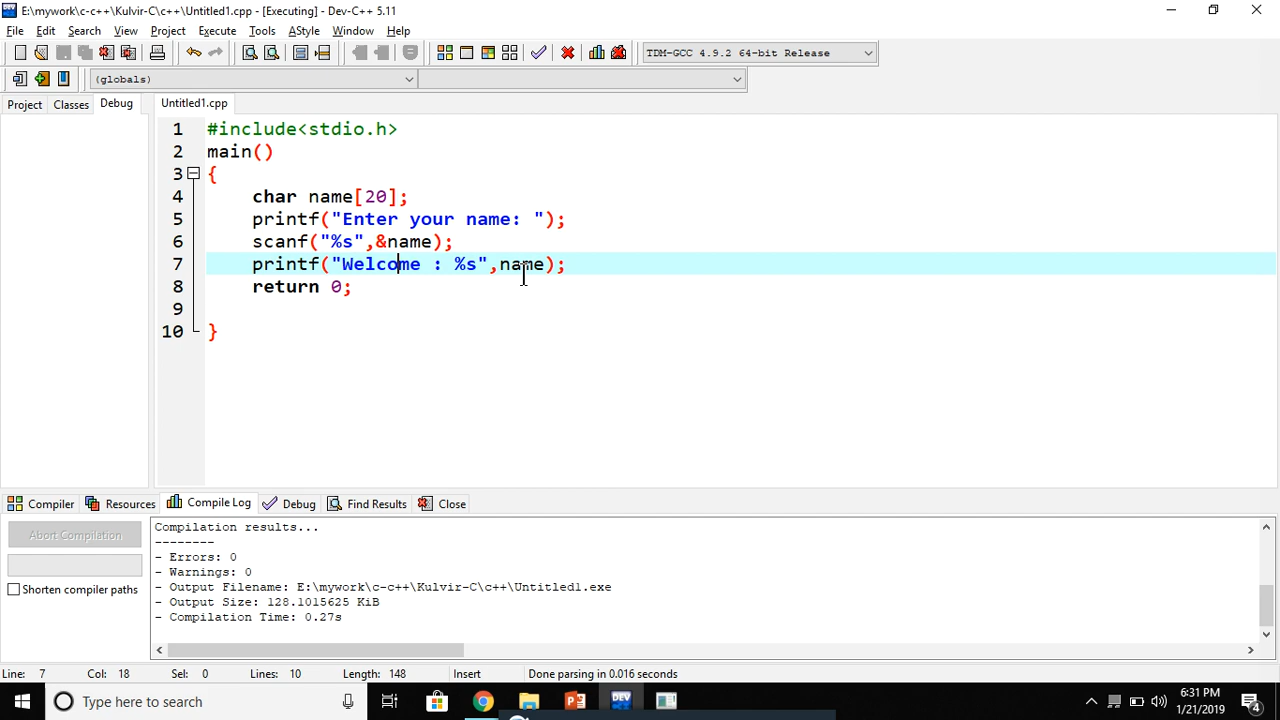 E:\mywork\c-c++\Kulvir-C\c++\Untitled1.cpp - [Executing] - Dev-C++ 5.11
File Edit Search View Project Execute Tools AStyle Window Help
TDM-GCC 4.9.2 64-bit Release
(globals)
Project Classes Debug Untitled1.cpp
1 #include<stdio.h>
2 main()
3 {
4 char name[20];
5 printf("Enter your name: ");
6 scanf("%s",&name);
7 printf("Welcome : %s",name);
8 return 0;
9
10 }
Compiler Resources Compile Log Debug Find Results Close
Abort Compilation
Shorten compiler paths
Compilation results...
--------
- Errors: 0
- Warnings: 0
- Output Filename: E:\mywork\c-c++\Kulvir-C\c++\Untitled1.exe
- Output Size: 128.1015625 KiB
- Compilation Time: 0.27s
Line: 7 Col: 18 Sel: 0 Lines: 10 Length: 148 Insert Done parsing in 0.016 seconds
Type here to search
DEV
6:31 PM
1/21/2019
4